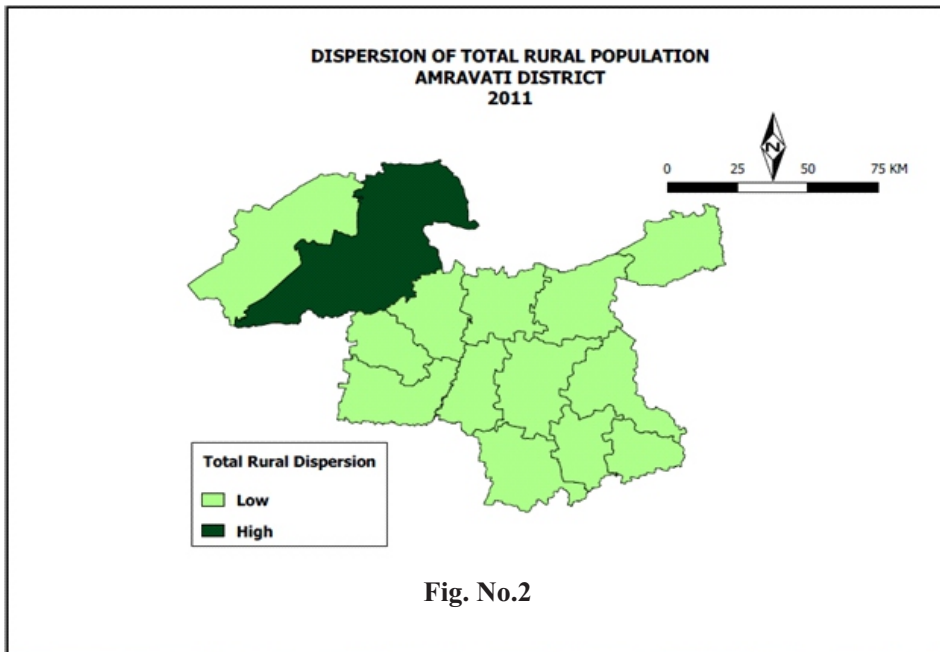 DISPERSION OF TOTAL RURAL POPULATION
AMRAVATI DISTRICT
2011
N
0 25 50 75 KM
Total Rural Dispersion
Low
High
Fig. No.2